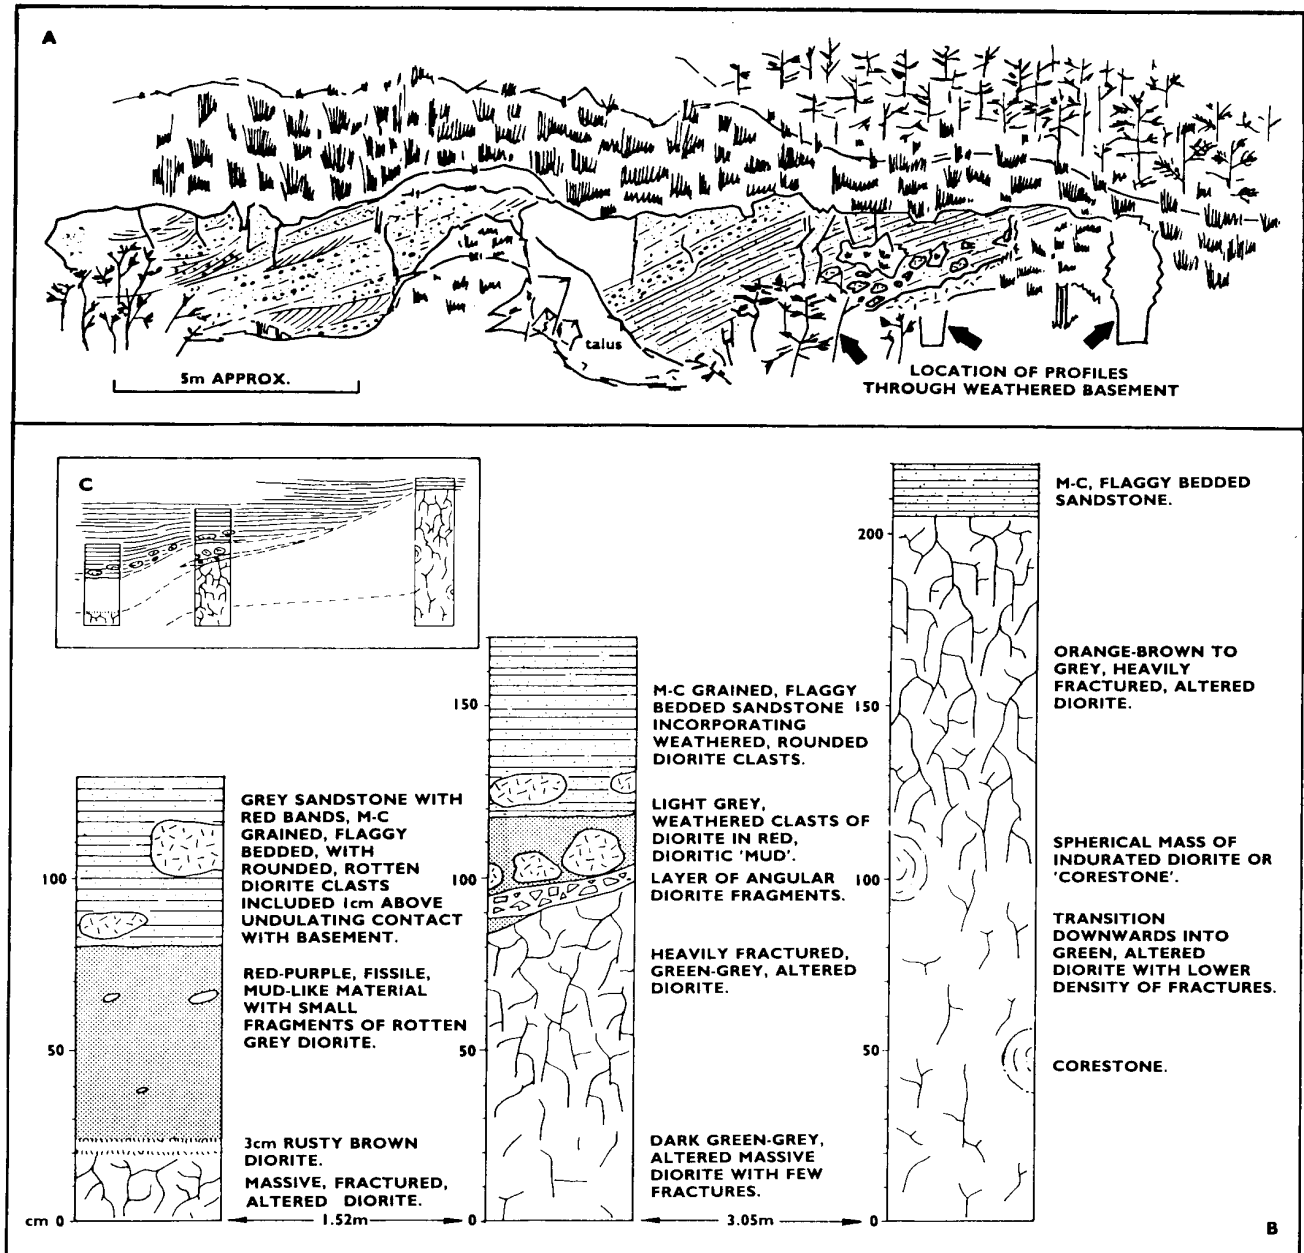 A
talus
5m APPROX.
LOCATION OF PROFILES
THROUGH WEATHERED BASEMENT
C
GREY SANDSTONE WITH
RED BANDS, M-C
GRAINED, FLAGGY
BEDDED, WITH
ROUNDED, ROTTEN
DIORITE CLASTS
INCLUDED 1cm ABOVE
UNDULATING CONTACT
WITH BASEMENT.
RED-PURPLE, FISSILE,
MUD-LIKE MATERIAL
WITH SMALL
FRAGMENTS OF ROTTEN
GREY DIORITE.
3cm RUSTY BROWN
DIORITE.
MASSIVE, FRACTURED,
ALTERED DIORITE.
100
50
cm 0
1.52m
M-C GRAINED, FLAGGY
BEDDED SANDSTONE
INCORPORATING
WEATHERED, ROUNDED
DIORITE CLASTS.
LIGHT GREY,
WEATHERED CLASTS OF
DIORITE IN RED,
DIORITIC 'MUD'.
LAYER OF ANGULAR
DIORITE FRAGMENTS.
HEAVILY FRACTURED,
GREEN-GREY, ALTERED
DIORITE.
DARK GREEN-GREY,
ALTERED MASSIVE
DIORITE WITH FEW
FRACTURES.
150
100
50
0
3.05m
M-C, FLAGGY BEDDED
SANDSTONE.
ORANGE-BROWN TO
GREY, HEAVILY
FRACTURED, ALTERED
DIORITE.
SPHERICAL MASS OF
INDURATED DIORITE OR
'CORESTONE'.
TRANSITION
DOWNWARDS INTO
GREEN, ALTERED
DIORITE WITH LOWER
DENSITY OF FRACTURES.
CORESTONE.
200
150
100
50
0
B